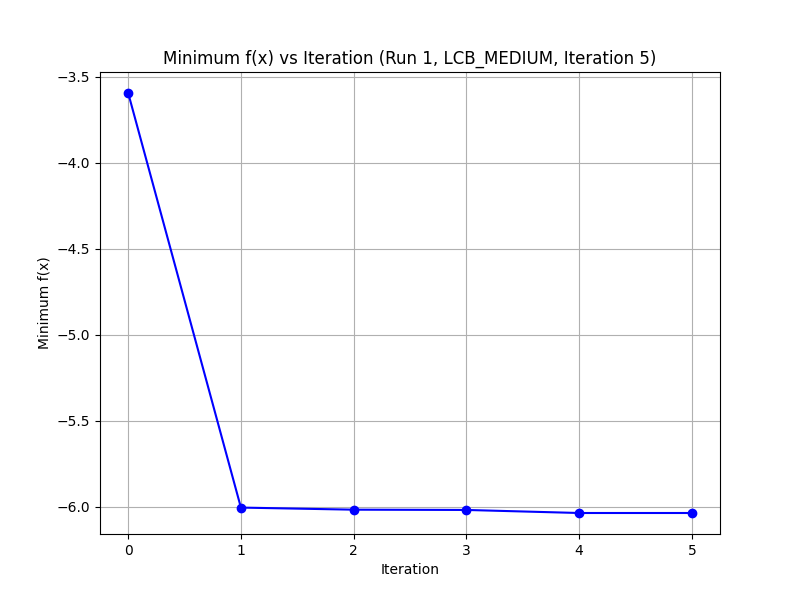 Minimum f(x) vs Iteration (Run 1, LCB_MEDIUM, Iteration 5)
−3.5
−4.0
−4.5
−5.0
−5.5
−6.0
Minimum f(x)
0 1 2 3 4 5
Iteration